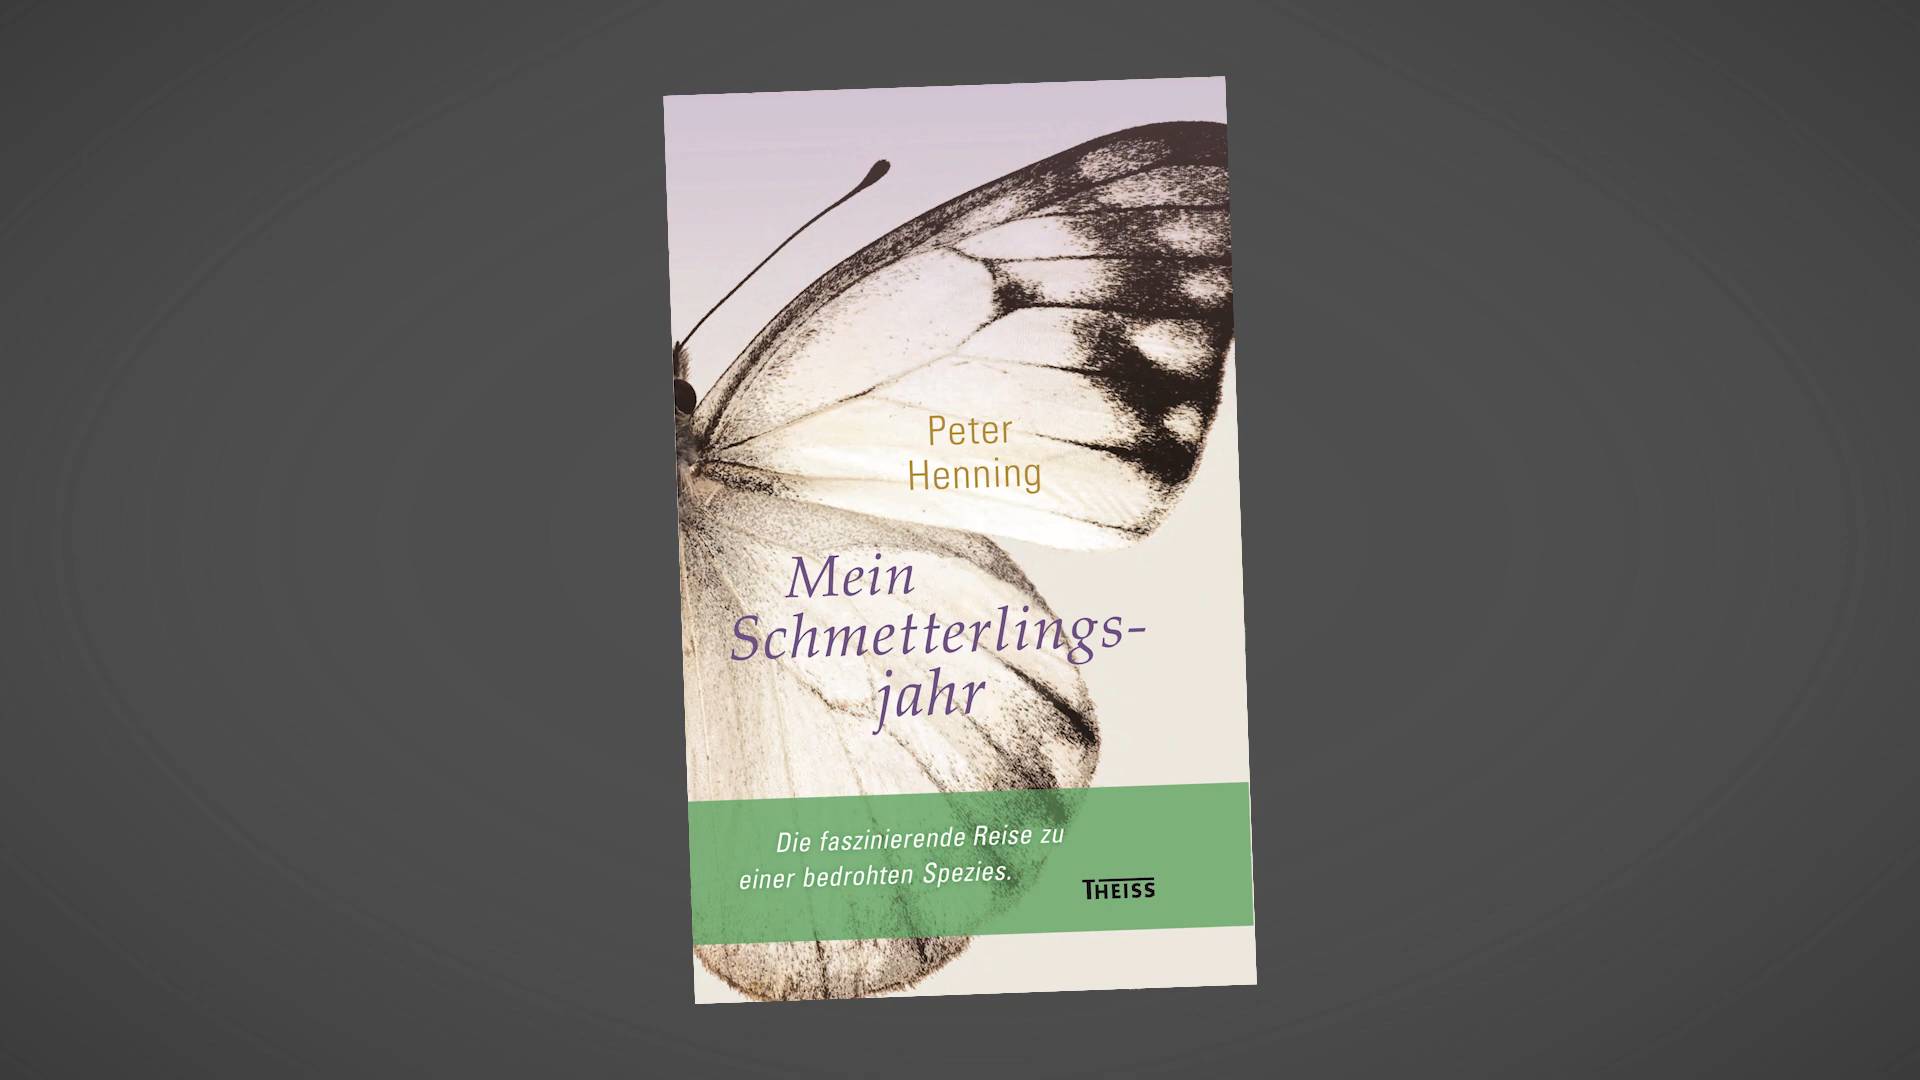 Peter
Henning
Mein
Schmetterlings-
jahr
Die faszinierende Reise zu
einer bedrohten Spezies.
THEISS